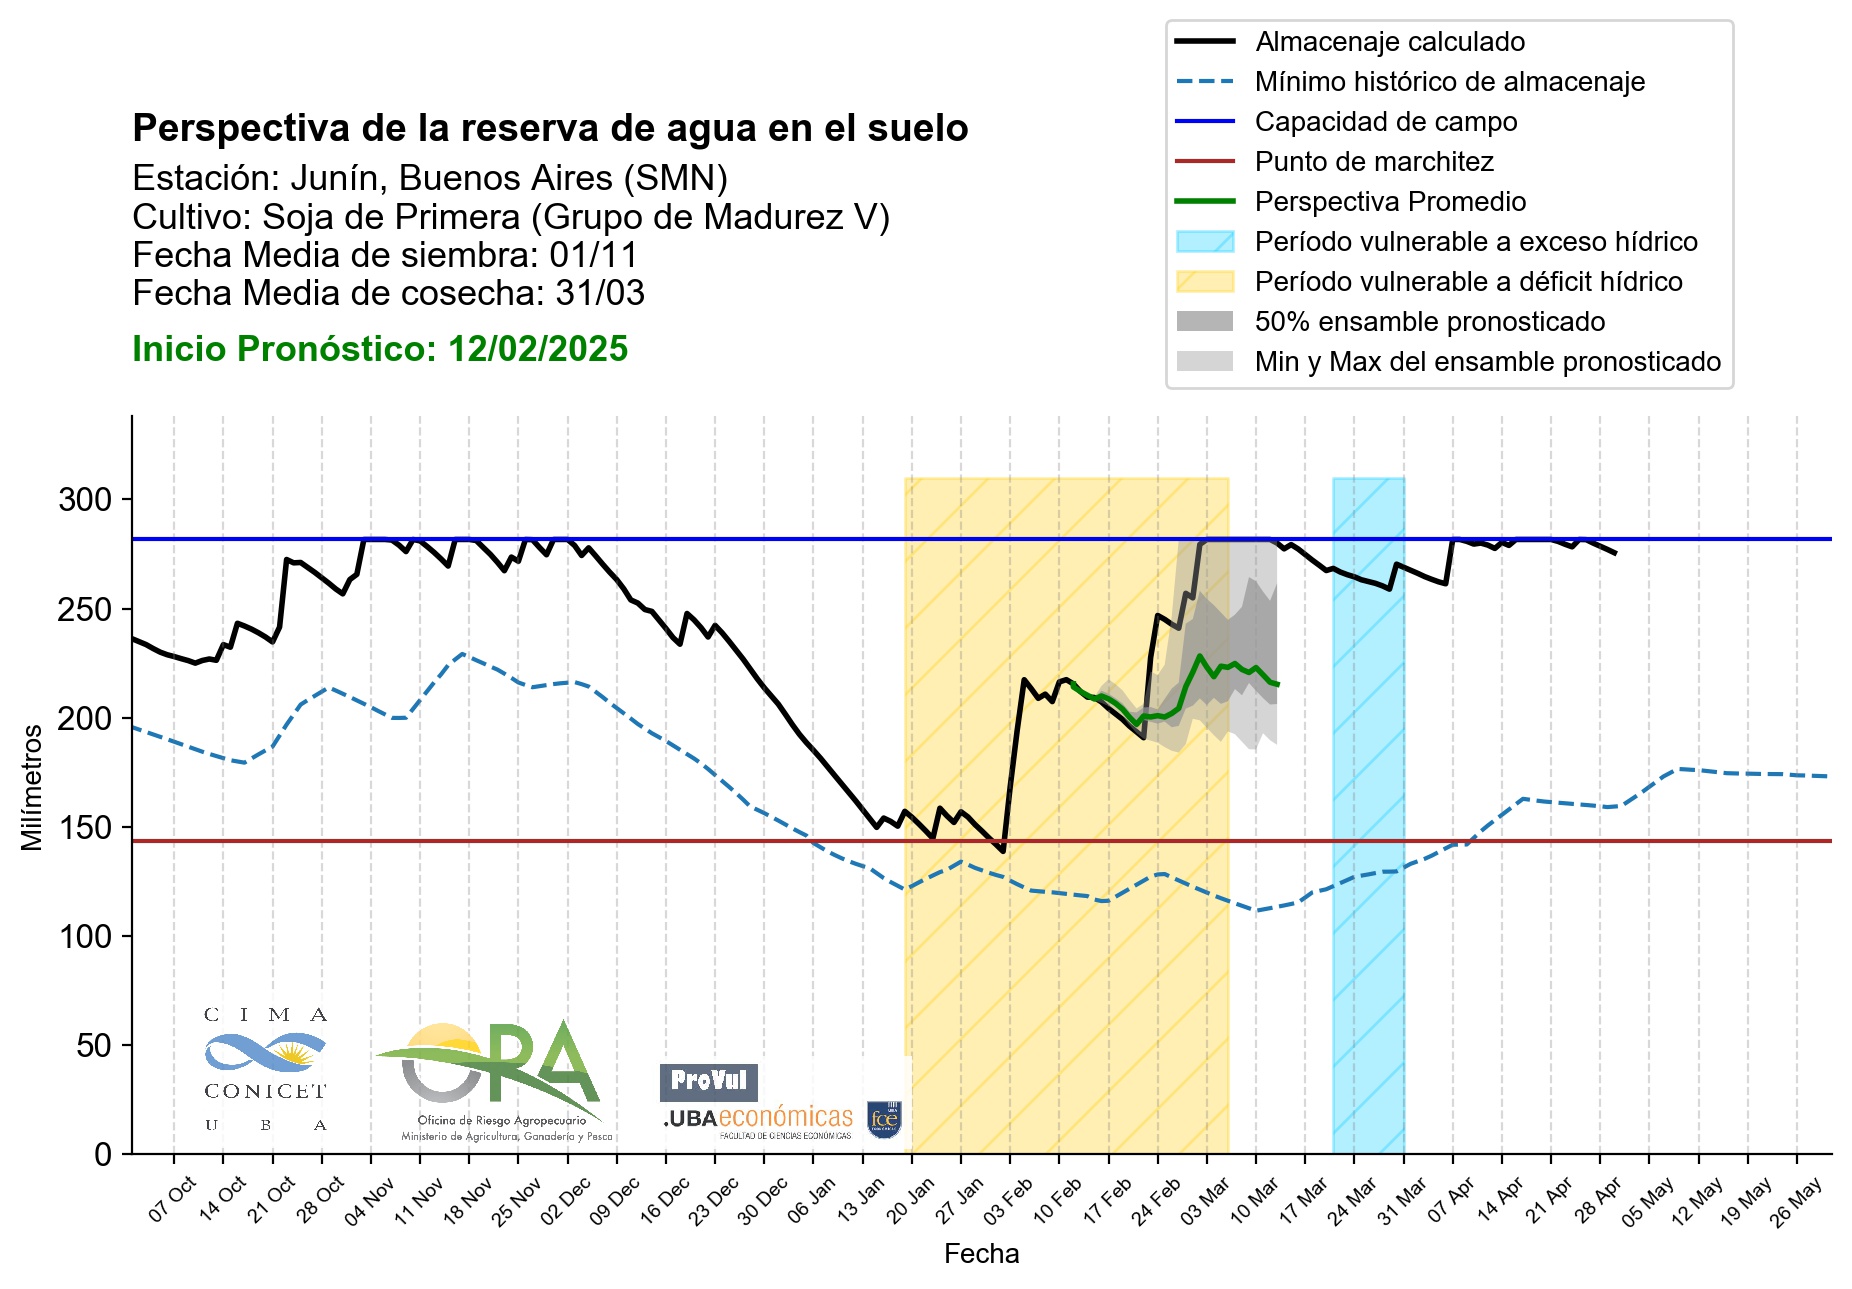 Almacenaje calculado
Mínimo histórico de almacenaje
Capacidad de campo
Punto de marchitez
Perspectiva Promedio
Período vulnerable a exceso hídrico
Período vulnerable a déficit hídrico
50% ensamble pronosticado
Min y Max del ensamble pronosticado
Perspectiva de la reserva de agua en el suelo
Estación: Junín, Buenos Aires (SMN)
Cultivo: Soja de Primera (Grupo de Madurez V)
Fecha Media de siembra: 01/11
Fecha Media de cosecha: 31/03
Inicio Pronóstico: 12/02/2025
Milímetros
300
250
200
150
100
50
0
CIMA
CONICET
UBA
ORA
Oficina de Riesgo Agropecuario
Ministerio de Agricultura, Ganadería y Pesca
ProVul
.UBAeconómicas
FACULTAD DE CIENCIAS ECONÓMICAS
UBA
fce
ECONÓMICAS
07 Oct
14 Oct
21 Oct
28 Oct
04 Nov
11 Nov
18 Nov
25 Nov
02 Dec
09 Dec
16 Dec
23 Dec
30 Dec
06 Jan
13 Jan
20 Jan
27 Jan
03 Feb
10 Feb
17 Feb
24 Feb
03 Mar
10 Mar
17 Mar
24 Mar
31 Mar
07 Apr
14 Apr
21 Apr
28 Apr
05 May
12 May
19 May
26 May
Fecha